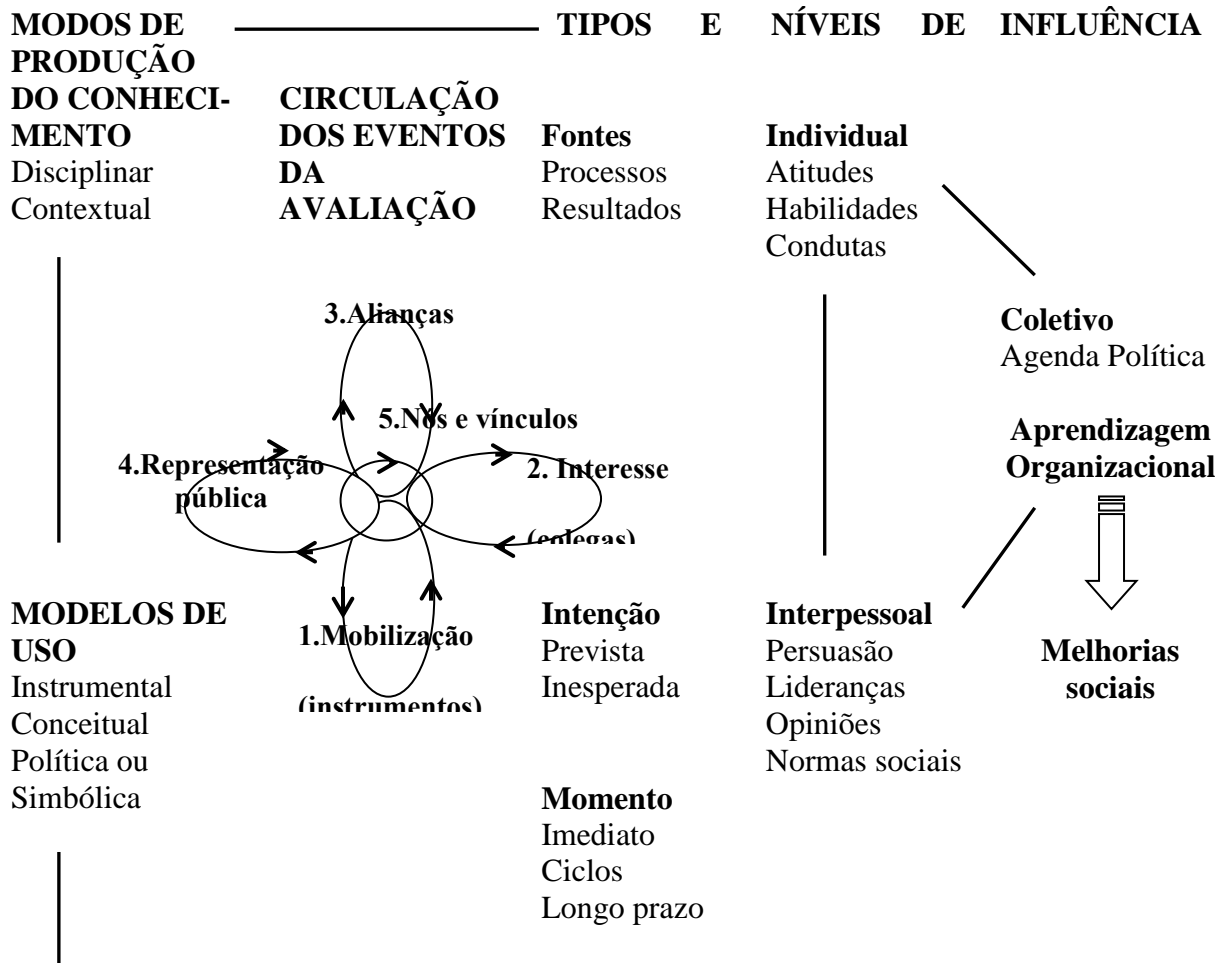 MODOS DE
PRODUÇÃO
DO CONHECI-
MENTO
Disciplinar
Contextual
TIPOS E NÍVEIS DE INFLUÊNCIA
CIRCULAÇÃO
DOS EVENTOS
DA
AVALIAÇÃO
Fontes
Processos
Resultados
Individual
Atitudes
Habilidades
Condutas
Coletivo
Agenda Política
Aprendizagem
Organizacional
Melhorias
sociais
3.Alianças
5.Nós e vínculos
4.Representação
pública
2. Interesse
(colegas)
1.Mobilização
(instrumentos)
MODELOS DE
USO
Instrumental
Conceitual
Política ou
Simbólica
Intenção
Prevista
Inesperada
Interpessoal
Persuasão
Lideranças
Opiniões
Normas sociais
Momento
Imediato
Ciclos
Longo prazo